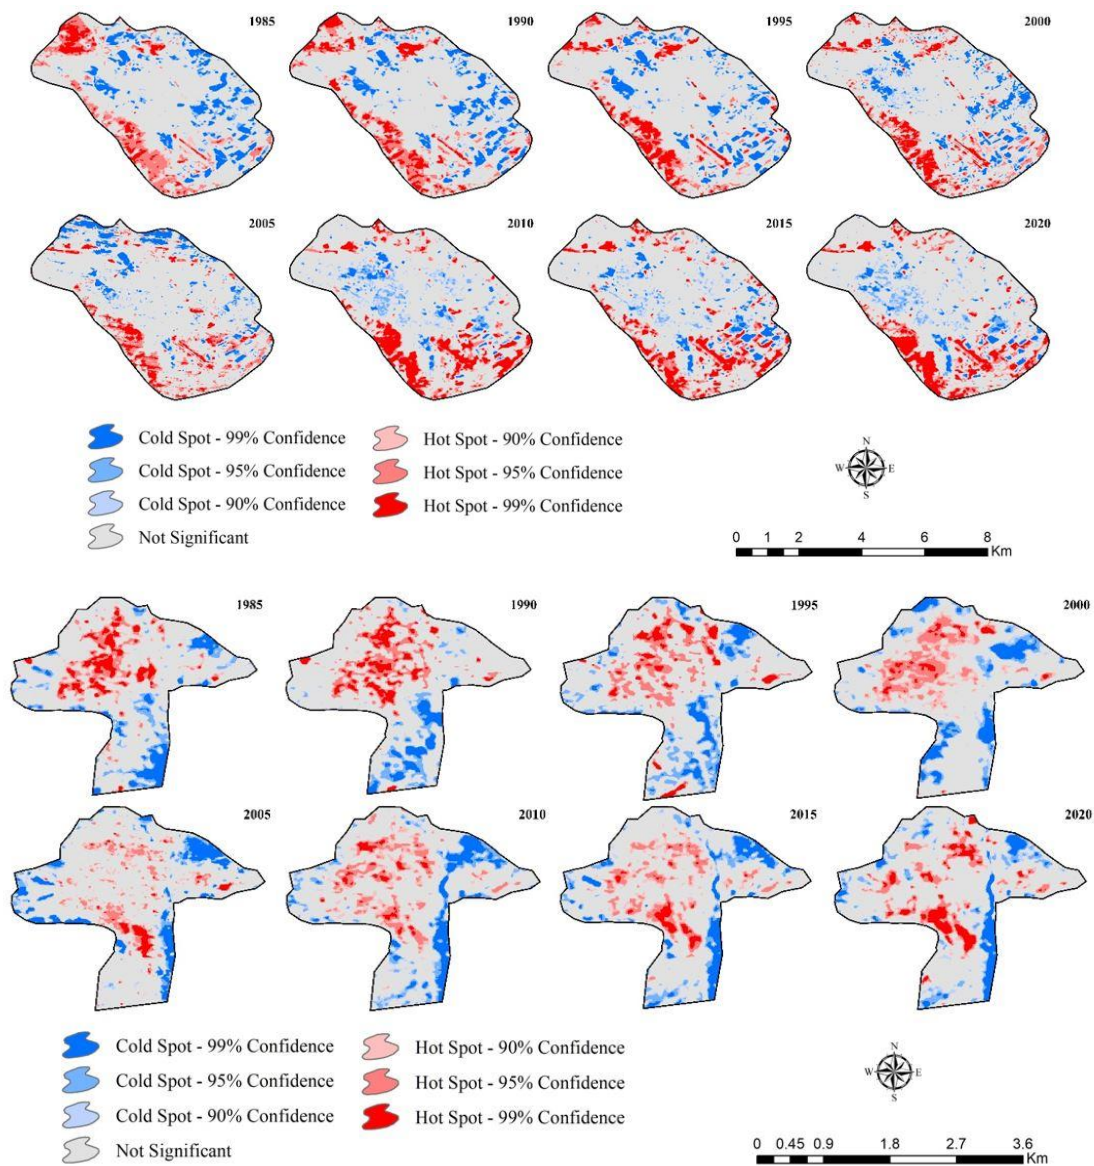 1985 1990 1995 2000
2005 2010 2015 2020
Cold Spot - 99% Confidence Hot Spot - 90% Confidence
Cold Spot - 95% Confidence Hot Spot - 95% Confidence
Cold Spot - 90% Confidence Hot Spot - 99% Confidence
Not Significant
N
W E
S
0 1 2 4 6 8
Km
1985 1990 1995 2000
2005 2010 2015 2020
Cold Spot - 99% Confidence Hot Spot - 90% Confidence
Cold Spot - 95% Confidence Hot Spot - 95% Confidence
Cold Spot - 90% Confidence Hot Spot - 99% Confidence
Not Significant
N
W E
S
0 0.45 0.9 1.8 2.7 3.6
Km